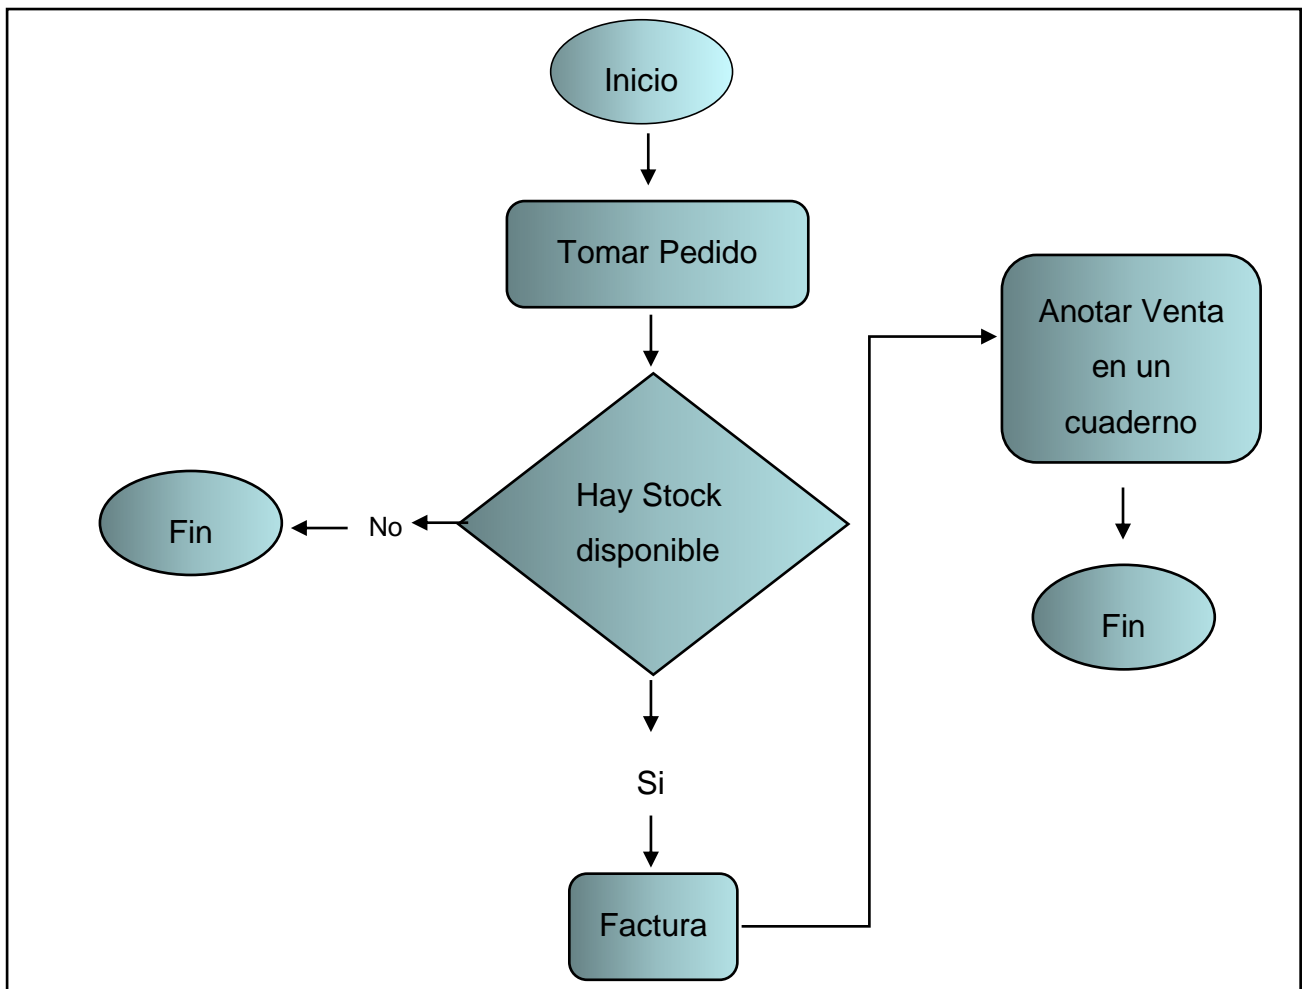 Inicio
Tomar Pedido
Hay Stock
disponible
No
Fin
Si
Factura
Anotar Venta
en un
cuaderno
Fin